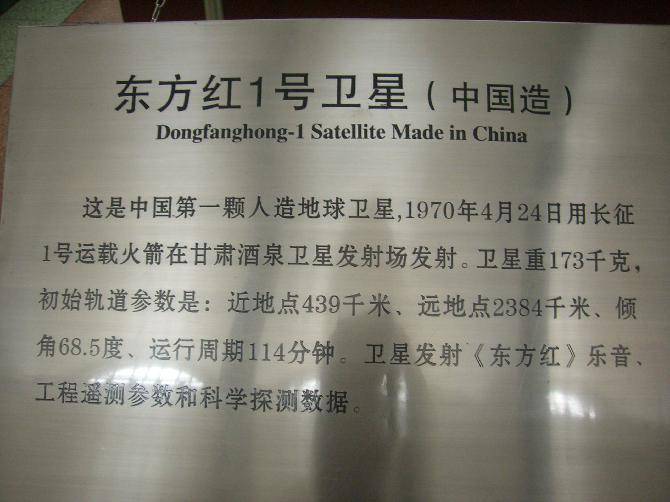 东方红1号卫星（中国造）
Dongfanghong-1 Satellite Made in China
这是中国第一颗人造地球卫星,1970年4月24日用长征
1号运载火箭在甘肃酒泉卫星发射场发射。卫星重173千克,
初始轨道参数是：近地点439千米、远地点2384千米、倾
角68.5度、运行周期114分钟。卫星发射《东方红》乐音、
工程遥测参数和科学探测数据。